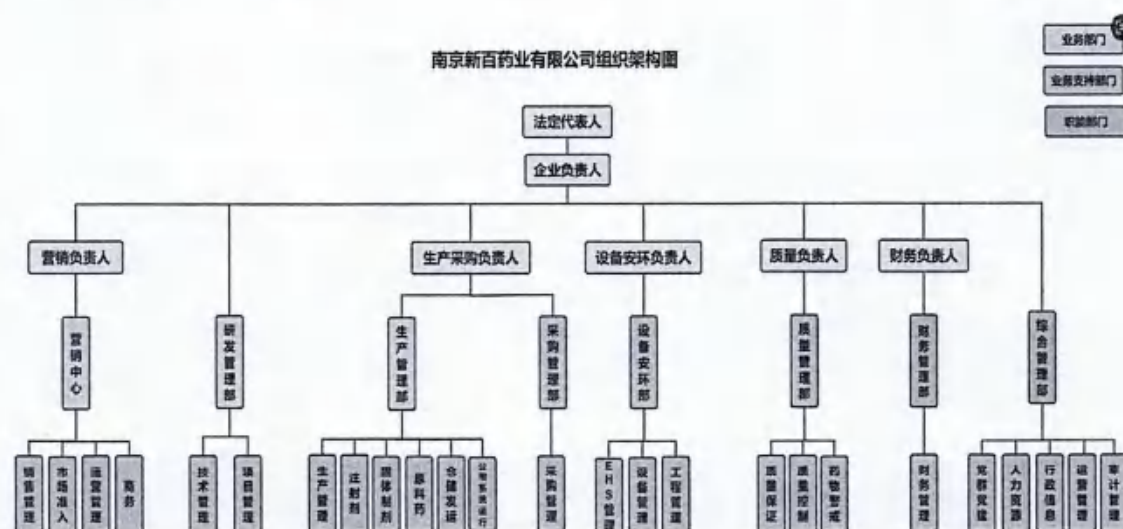 南京新百药业有限公司组织架构图
业务部门
业务支持部门
职能部门
法定代表人
企业负责人
营销负责人
生产采购负责人
设备安环负责人
质量负责人
财务负责人
营销中心
研发管理部
生产管理部
采购管理部
设备安环部
质量管理部
财务管理部
综合管理部
销售管理
市场准入
运营管理
商务
技术管理
项目管理
生产管理
注射剂
固体制剂
原料药
仓储发运
公用系统运行
采购管理
EHS管理
设备管理
工程管理
质量保证
质量控制
药物警戒
财务管理
党群党建
人力资源
行政信息
运营管理
审计管理